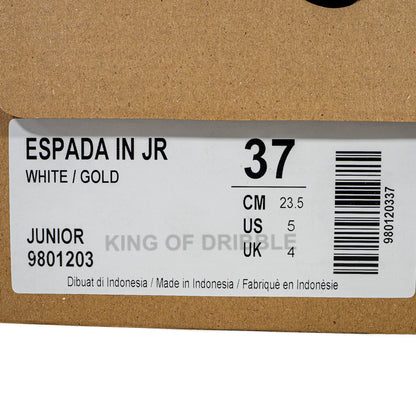 ESPADA IN JR
WHITE / GOLD
37
CM 23.5
US 5
UK 4
JUNIOR
9801203
KING OF DRIBBLE
Dibuat di Indonesia / Made in Indonesia / Fabriqué en Indonèsie
980120337